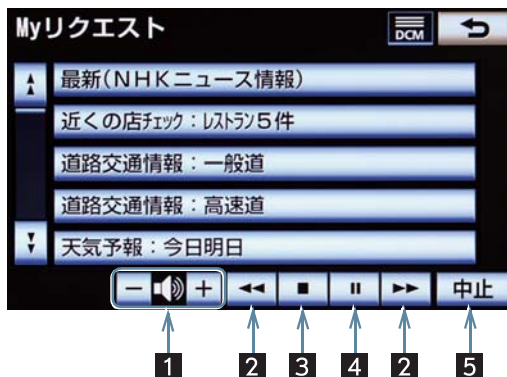 Myリクエスト DCM
最新(NHKニュース情報)
近くの店ﾁｪｯｸ：ﾚｽﾄﾗﾝ5件
道路交通情報：一般道
道路交通情報：高速道
天気予報：今日明日
− + 中止
1 2 3 4 2 5